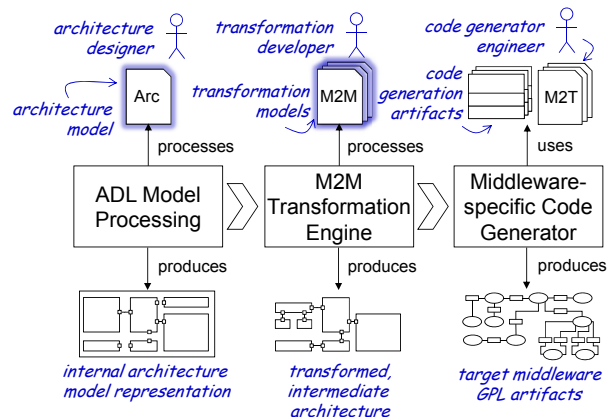 architecture
designer
transformation
developer
code generator
engineer
Arc
architecture
model
M2M
transformation
models
code
generation
artifacts
M2T
processes
processes
uses
ADL Model
Processing
M2M
Transformation
Engine
Middleware-
specific Code
Generator
produces
produces
produces
internal architecture
model representation
transformed,
intermediate
architecture
target middleware
GPL artifacts